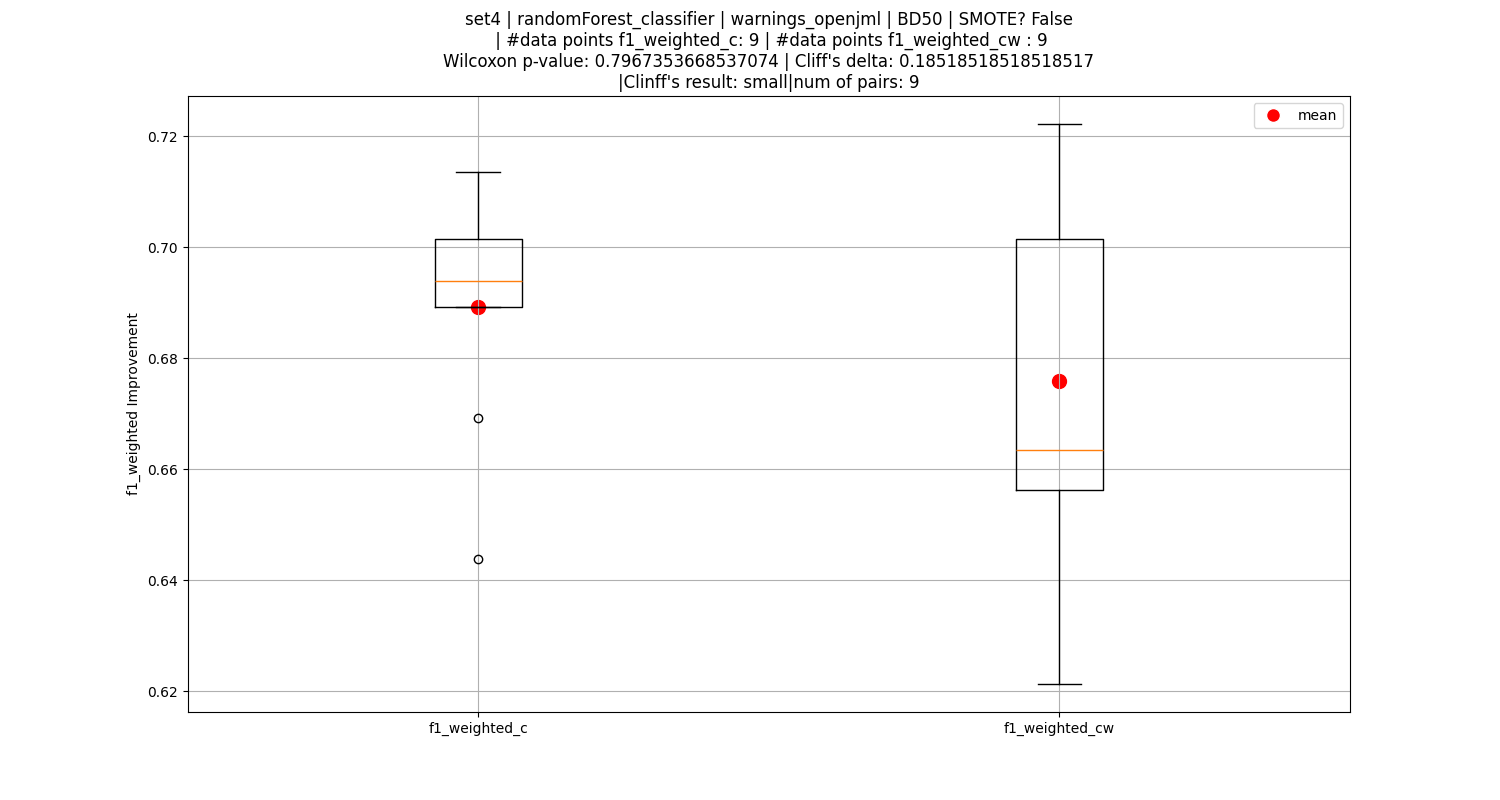 set4 | randomForest_classifier | warnings_openjml | BD50 | SMOTE? False
| #data points f1_weighted_c: 9 | #data points f1_weighted_cw : 9
Wilcoxon p-value: 0.7967353668537074 | Cliff's delta: 0.18518518518518517
|Clinff's result: small|num of pairs: 9
mean
0.72
0.70
0.68
0.66
0.64
0.62
f1_weighted Improvement
f1_weighted_c
f1_weighted_cw